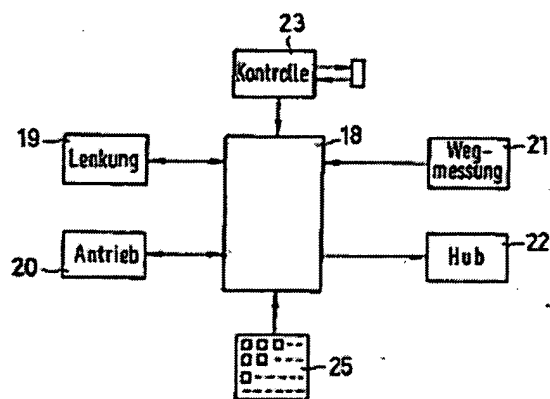 23
Kontrolle
19
Lenkung
18
Weg-
messung
21
20
Antrieb
Hub
22
25